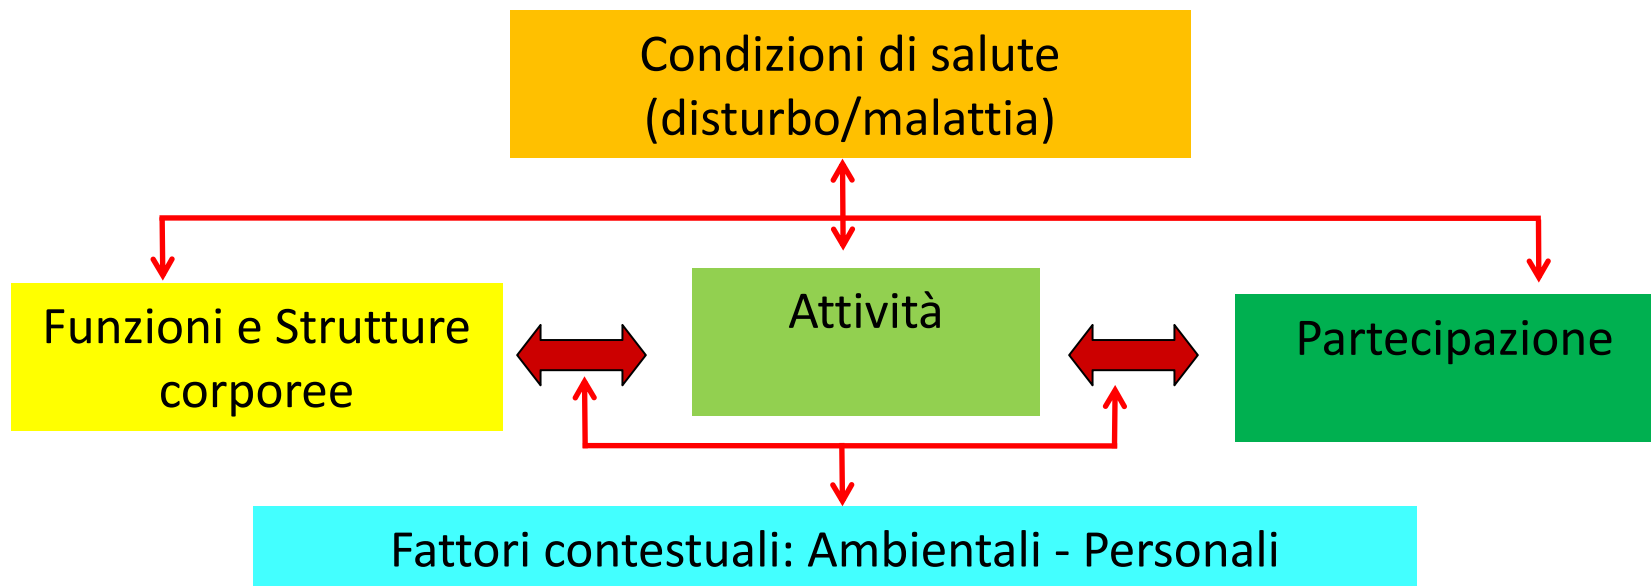 Condizioni di salute
(disturbo/malattia)
Funzioni e Strutture
corporee
Attività
Partecipazione
Fattori contestuali: Ambientali - Personali